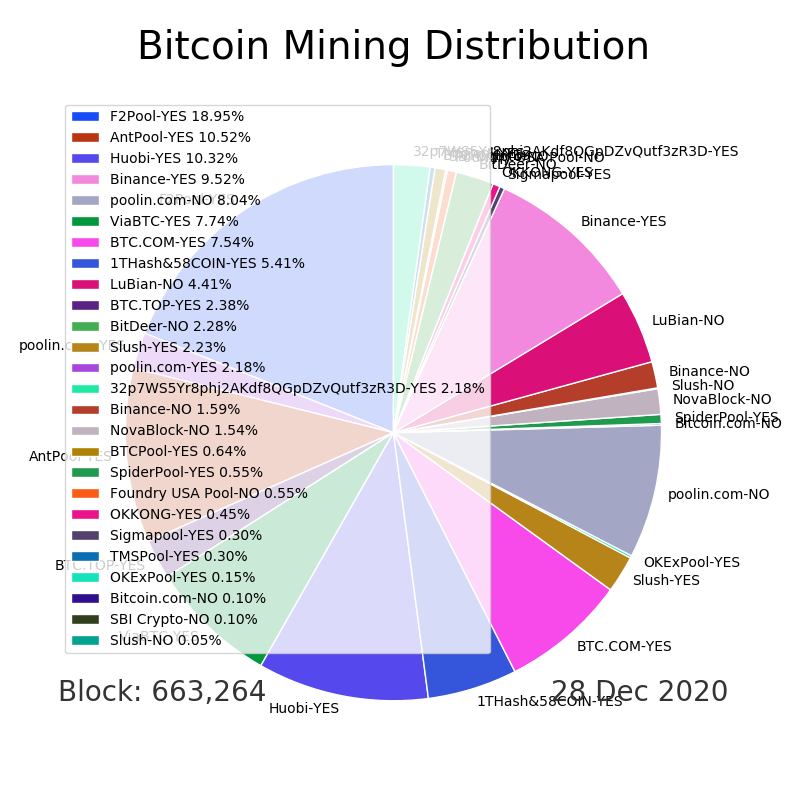 Bitcoin Mining Distribution
F2Pool-YES 18.95%
AntPool-YES 10.52%
Huobi-YES 10.32%
Binance-YES 9.52%
poolin.com-NO 8.04%
ViaBTC-YES 7.74%
BTC.COM-YES 7.54%
1THash&58COIN-YES 5.41%
LuBian-NO 4.41%
BTC.TOP-YES 2.38%
BitDeer-NO 2.28%
Slush-YES 2.23%
poolin.com-YES 2.18%
32p7WS5Yr8phj2AKdf8QGpDZvQutf3zR3D-YES 2.18%
Binance-NO 1.59%
NovaBlock-NO 1.54%
BTCPool-YES 0.64%
SpiderPool-YES 0.55%
Foundry USA Pool-NO 0.55%
OKKONG-YES 0.45%
Sigmapool-YES 0.30%
TMSPool-YES 0.30%
OKExPool-YES 0.15%
Bitcoin.com-NO 0.10%
SBI Crypto-NO 0.10%
Slush-NO 0.05%
BitDeer-NO
OKKONG-YES
Sigmapool-YES
Binance-YES
LuBian-NO
Binance-NO
Slush-NO
NovaBlock-NO
SpiderPool-YES
Bitcoin.com-NO
poolin.com-NO
OKExPool-YES
Slush-YES
BTC.COM-YES
1THash&58COIN-YES
Huobi-YES
ViaBTC-YES
BTC.TOP-YES
AntPool-YES
Block: 663,264
28 Dec 2020